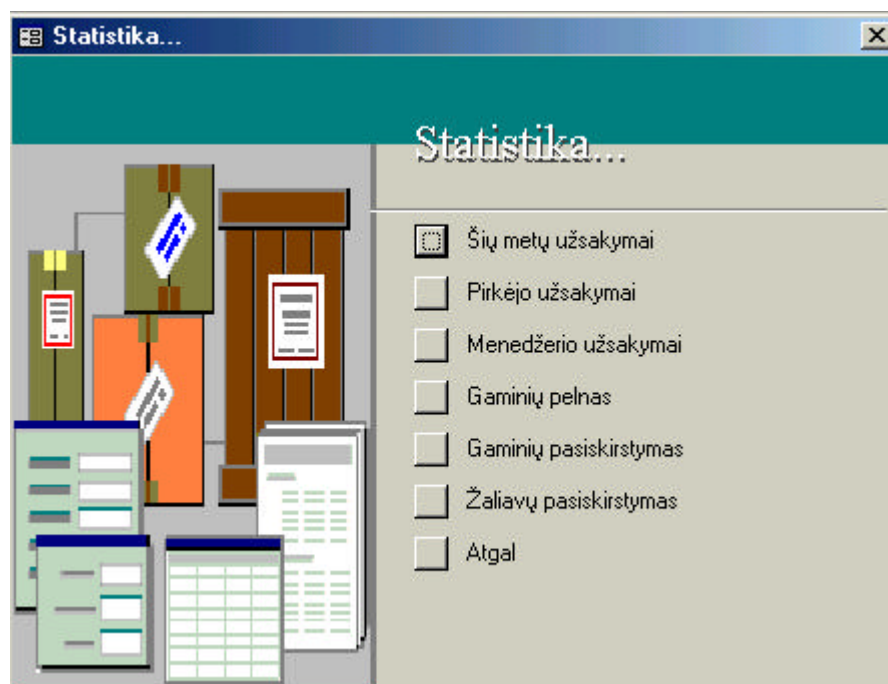 Statistika...
Statistika...
Šių metų užsakymai
Pirkėjo užsakymai
Menedžerio užsakymai
Gaminių pelnas
Gaminių pasiskirstymas
Žaliavų pasiskirstymas
Atgal